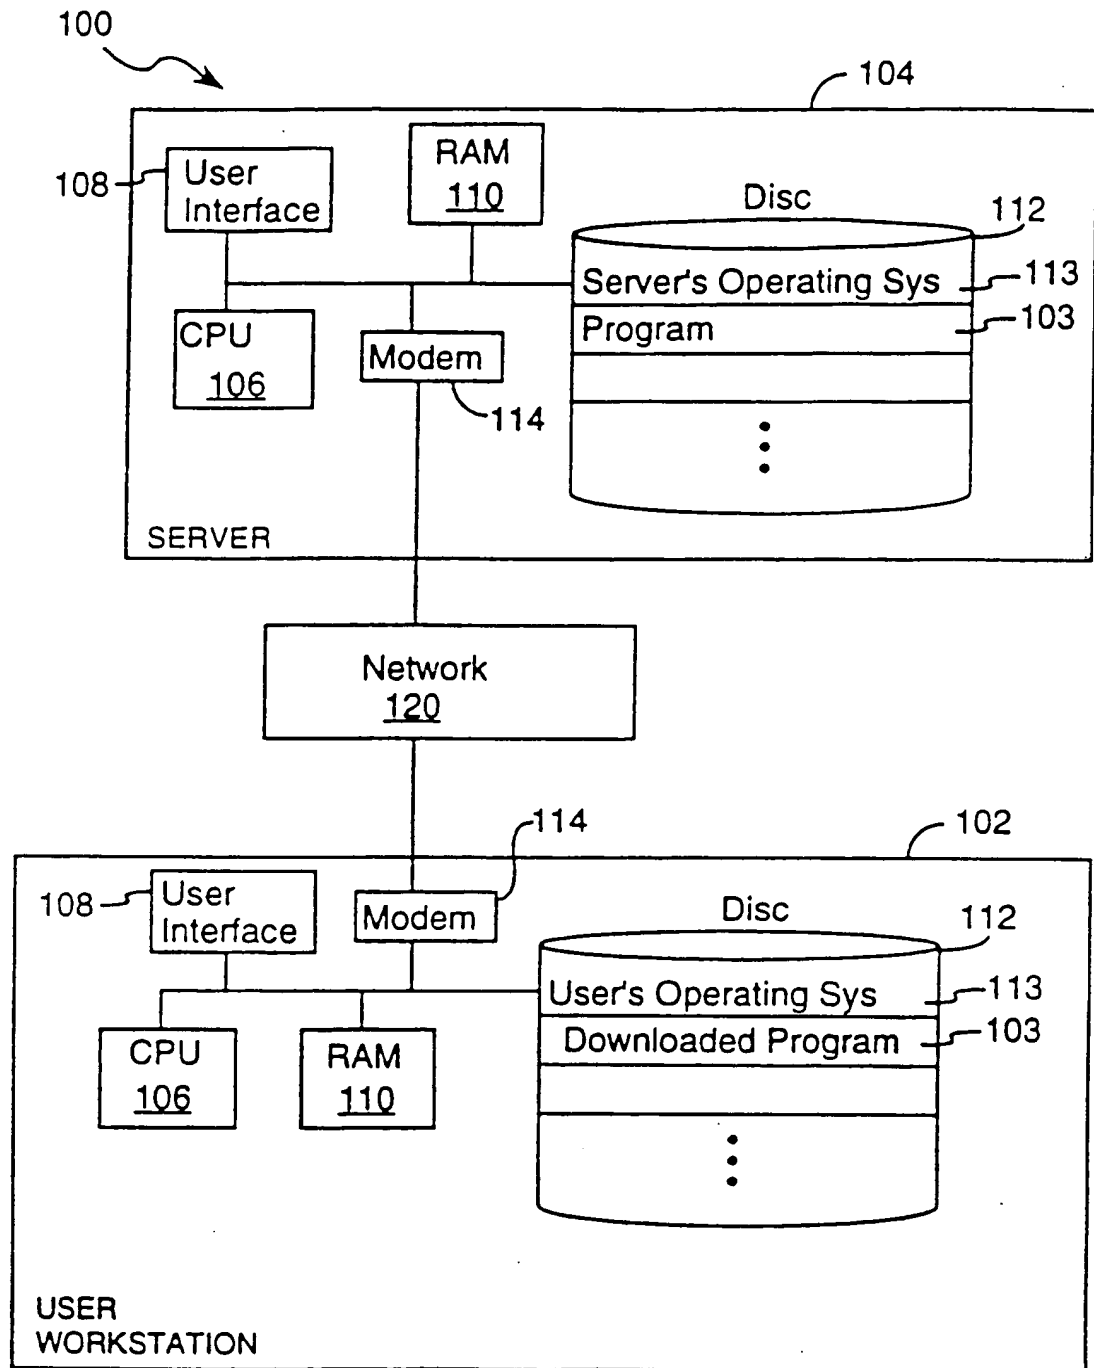 100
104
108
User
Interface
RAM
110
Disc
112
Server's Operating Sys
113
Program
103
CPU
106
Modem
114
SERVER
Network
120
114
102
108
User
Interface
Modem
Disc
112
User's Operating Sys
113
Downloaded Program
103
CPU
106
RAM
110
USER
WORKSTATION